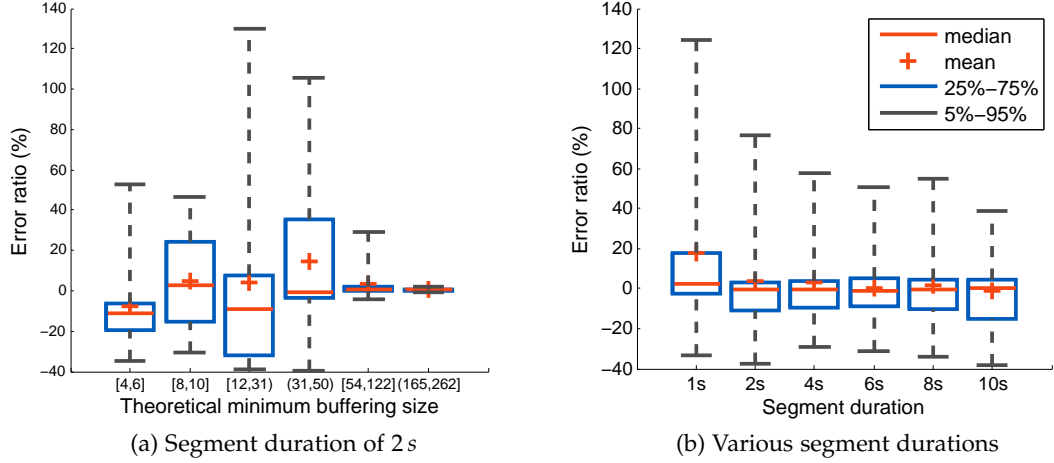 140
120
100
80
60
40
20
0
−20
−40
Error ratio (%)
[4,6]
[8,10]
[12,31)
(31,50)
[54,122]
(165,262]
Theoretical minimum buffering size
(a) Segment duration of 2 s
140
120
100
80
60
40
20
0
−20
−40
Error ratio (%)
median
mean
25%−75%
5%−95%
1s
2s
4s
6s
8s
10s
Segment duration
(b) Various segment durations